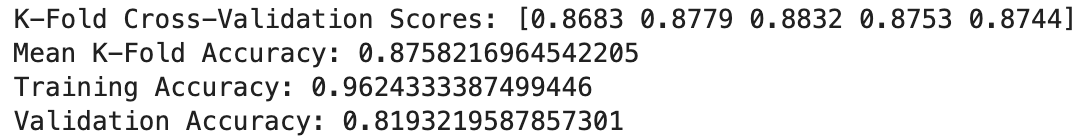 K-Fold Cross-Validation Scores: [0.8683 0.8779 0.8832 0.8753 0.8744]
Mean K-Fold Accuracy: 0.8758216964542205
Training Accuracy: 0.9624333387499446
Validation Accuracy: 0.8193219587857301